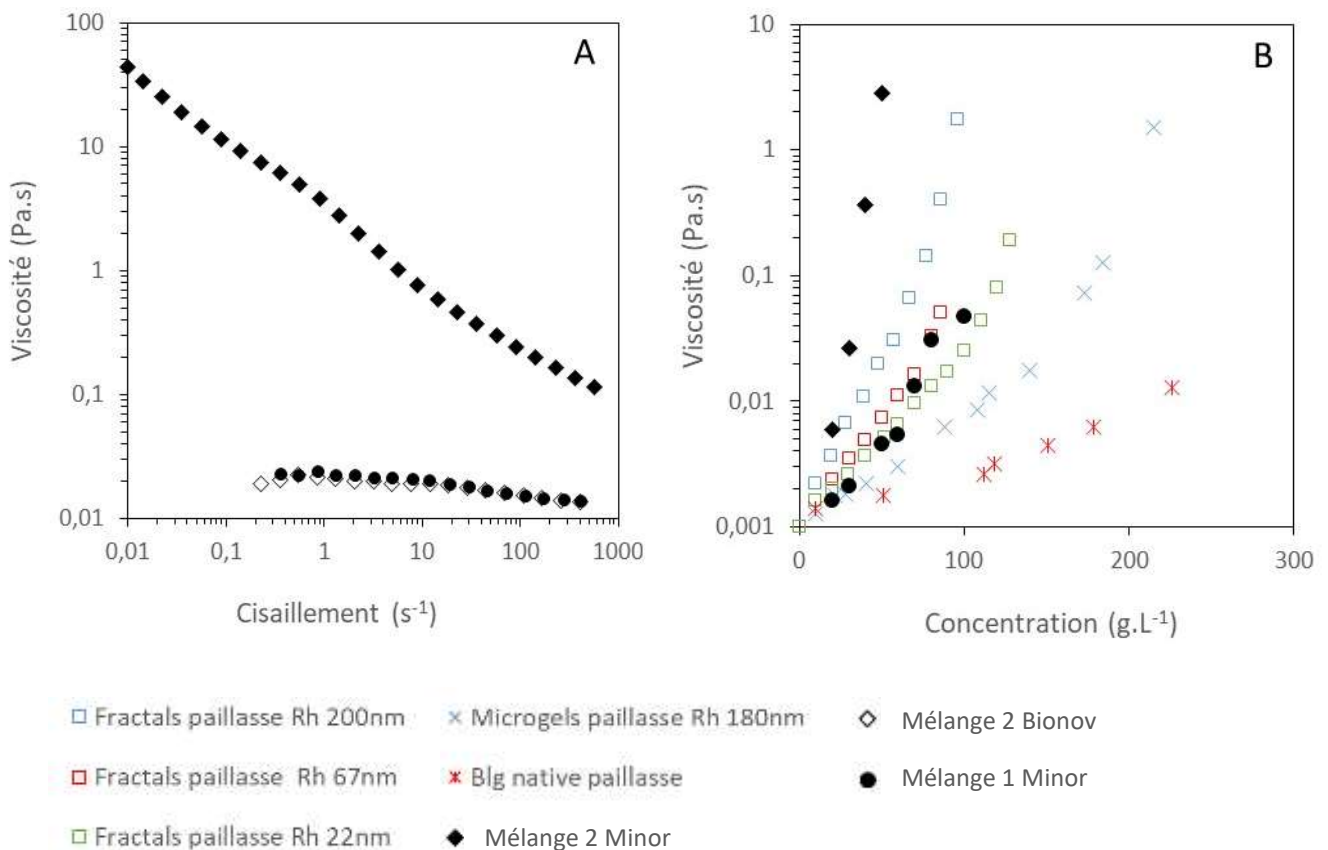 A
Viscosité (Pa.s)
100
10
1
0,1
0,01
0,01 0,1 1 10 100 1000
Cisaillement (s⁻¹)
B
Viscosité (Pa.s)
10
1
0,1
0,01
0,001
0 100 200 300
Concentration (g.L⁻¹)
Fractals paillasse Rh 200nm
Microgels paillasse Rh 180nm
Mélange 2 Bionov
Fractals paillasse Rh 67nm
Blg native paillasse
Mélange 1 Minor
Fractals paillasse Rh 22nm
Mélange 2 Minor